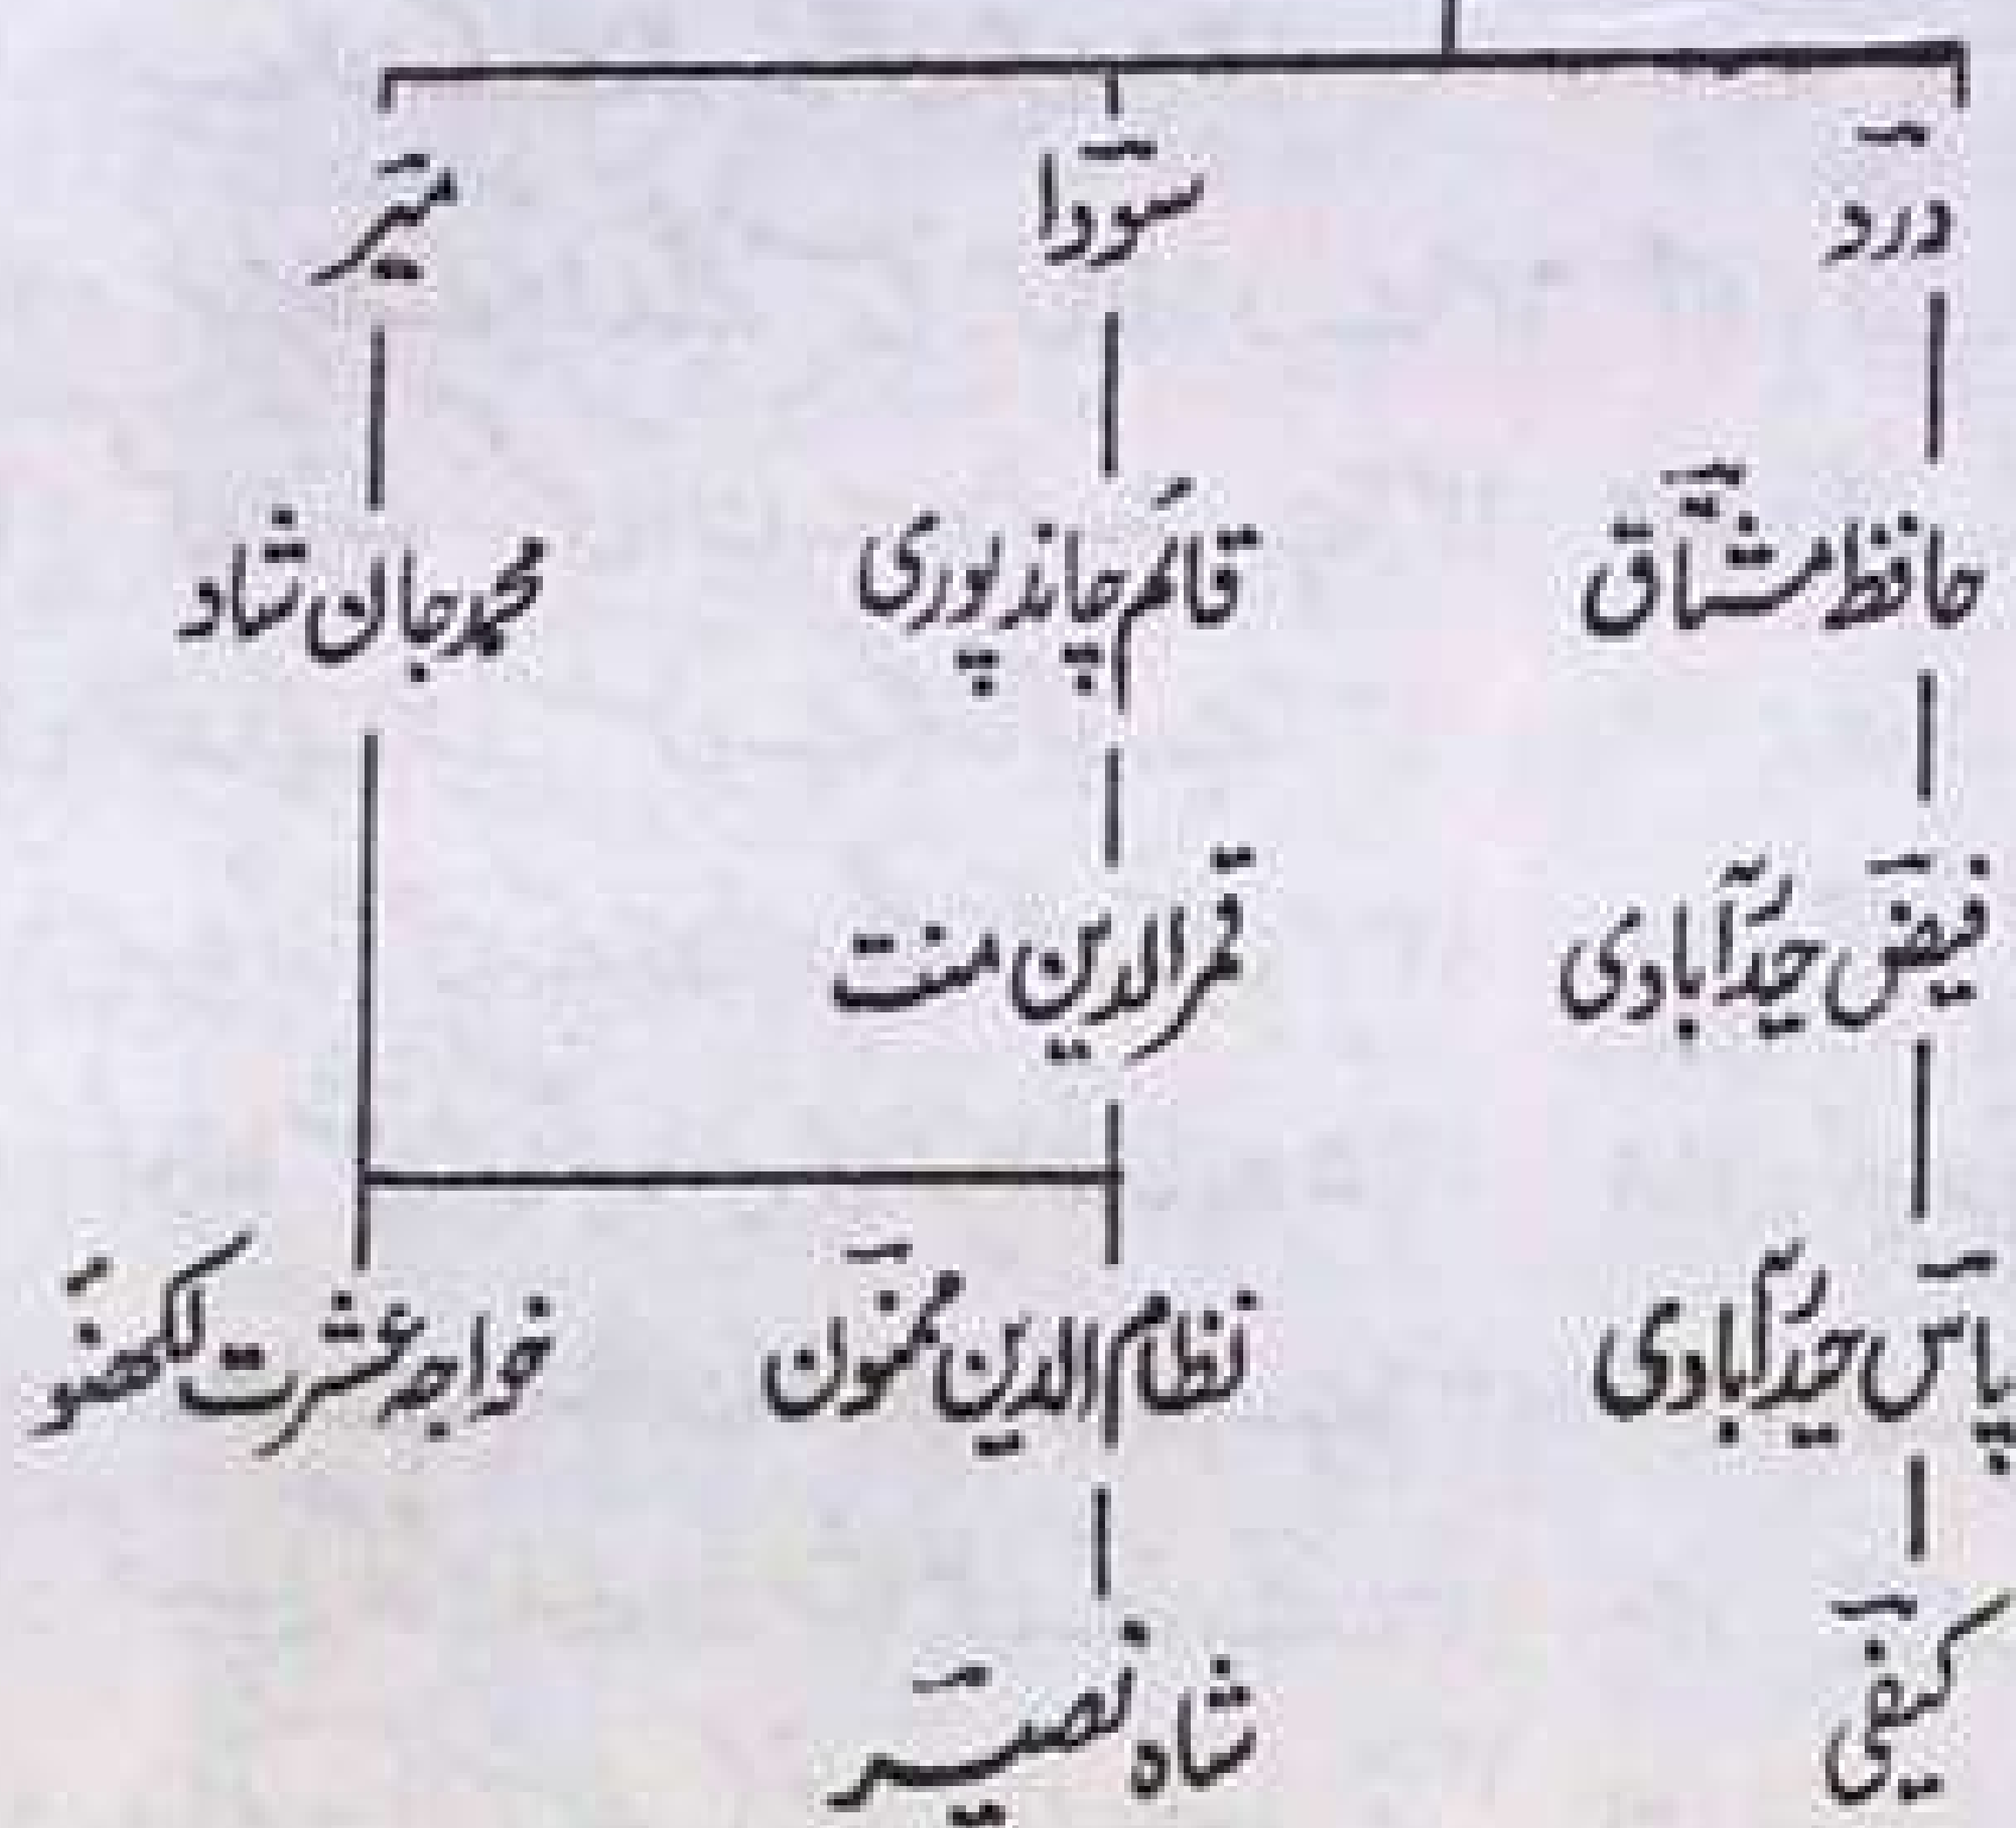 درد
سودا
میر
حافظ مشتاق
قائم چاندپوری
محمد جان شاد
فیض حیدرآبادی
قمرالدین منت
پاس حیدرآبادی
نظام الدین ممنون
خواجہ عشرت لکھنو
کیفی
شاہ نصیر